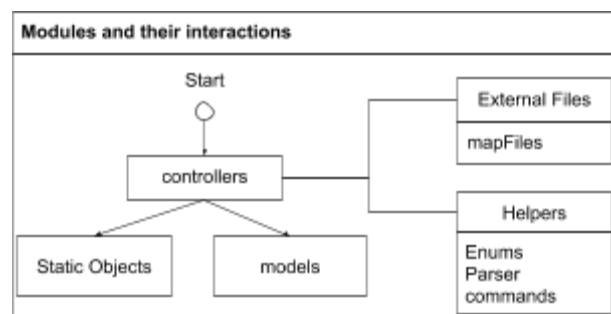 Modules and their interactions
Start
External Files
mapFiles
controllers
Helpers
Enums
Parser
commands
Static Objects
models